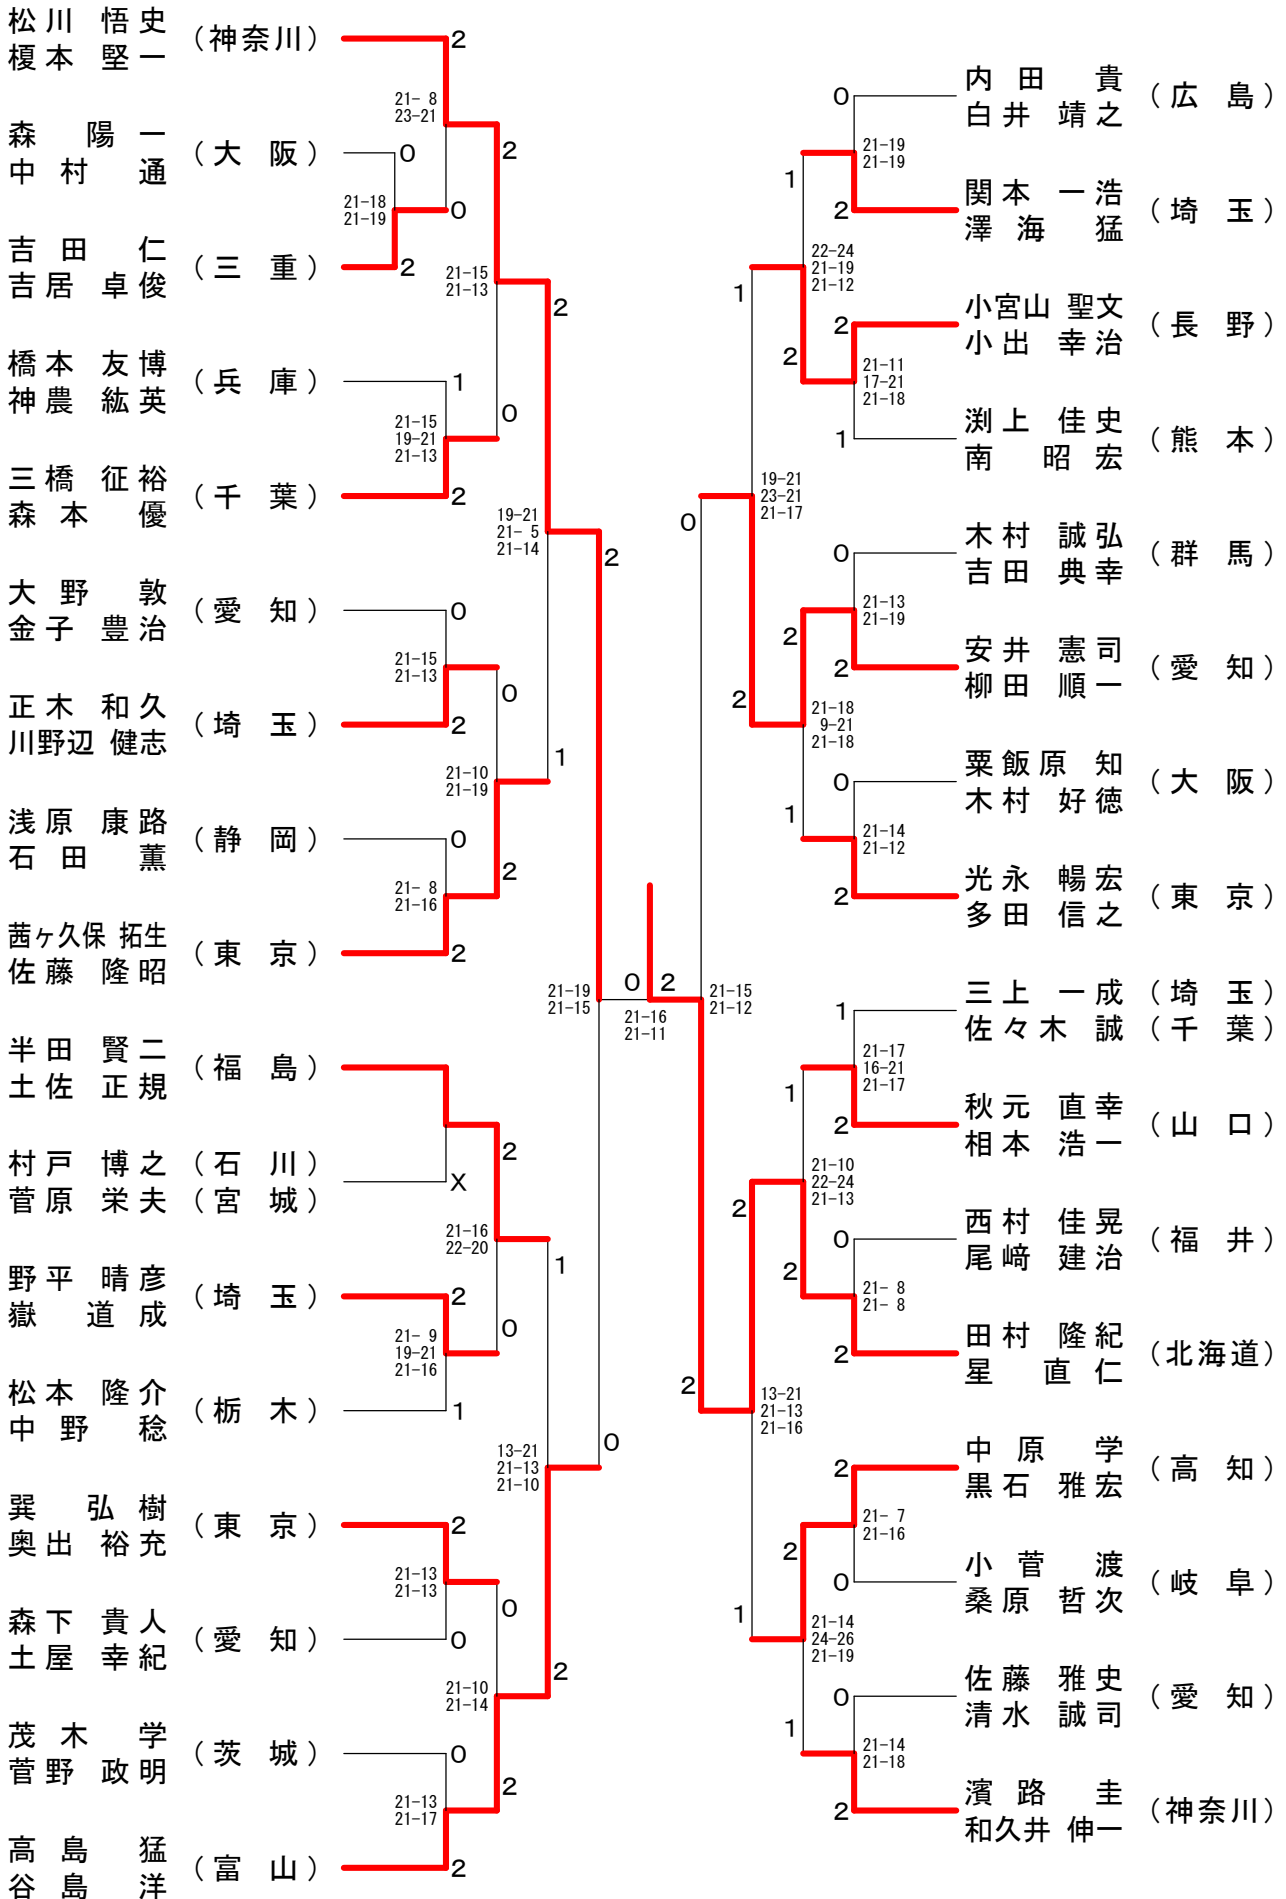 松川 悟史
榎本 堅一
(神奈川)
2
21- 8
23-21
森 陽一
中村 通
(大 阪)
0
2
21-18
21-19
0
吉田 仁
吉居 卓俊
(三 重)
2
21-15
21-13
2
橋本 友博
神農 紘英
(兵 庫)
1
0
21-15
19-21
21-13
三橋 征裕
森本 優
(千 葉)
2
19-21
21- 5
21-14
2
大野 敦
金子 豊治
(愛 知)
0
21-15
21-13
0
正木 和久
川野辺 健志
(埼 玉)
2
1
21-10
21-19
浅原 康路
石田 薫
(静 岡)
0
2
21- 8
21-16
茜ヶ久保 拓生
佐藤 隆昭
(東 京)
2
21-19
21-15
0
2
21-16
21-11
半田 賢二
土佐 正規
(福 島)
2
村戸 博之
菅原 栄夫
(石 川)
(宮 城)
X
21-16
22-20
1
野平 晴彦
嶽 道成
(埼 玉)
2
0
21- 9
19-21
21-16
松本 隆介
中野 稔
(栃 木)
1
13-21
21-13
21-10
0
巽 弘樹
奥出 裕充
(東 京)
2
21-13
21-13
0
森下 貴人
土屋 幸紀
(愛 知)
0
2
21-10
21-14
茂木 学
菅野 政明
(茨 城)
0
2
21-13
21-17
高島 猛
谷島 洋
(富 山)
2
0
内田 貴
白井 靖之
(広 島)
21-19
21-19
1
2
関本 一浩
澤海 猛
(埼 玉)
22-24
21-19
21-12
1
2
小宮山 聖文
小出 幸治
(長 野)
2
21-11
17-21
21-18
1
渕上 佳史
南 昭宏
(熊 本)
19-21
23-21
21-17
0
0
木村 誠弘
吉田 典幸
(群 馬)
21-13
21-19
2
2
安井 憲司
柳田 順一
(愛 知)
2
21-18
9-21
21-18
0
粟飯原 知
木村 好徳
(大 阪)
1
21-14
21-12
2
光永 暢宏
多田 信之
(東 京)
21-15
21-12
1
三上 一成
佐々木 誠
(埼 玉)
(千 葉)
21-17
16-21
21-17
1
2
秋元 直幸
相本 浩一
(山 口)
21-10
22-24
21-13
2
0
西村 佳晃
尾﨑 建治
(福 井)
2
21- 8
21- 8
2
田村 隆紀
星 直仁
(北海道)
2
13-21
21-13
21-16
2
中原 学
黒石 雅宏
(高 知)
21- 7
21-16
2
0
小菅 渡
桑原 哲次
(岐 阜)
1
21-14
24-26
21-19
0
佐藤 雅史
清水 誠司
(愛 知)
1
21-14
21-18
2
濱路 圭
和久井 伸一
(神奈川)